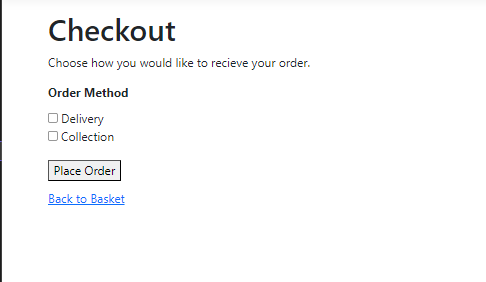 Checkout
Choose how you would like to recieve your order.
Order Method
Delivery
Collection
Place Order
Back to Basket